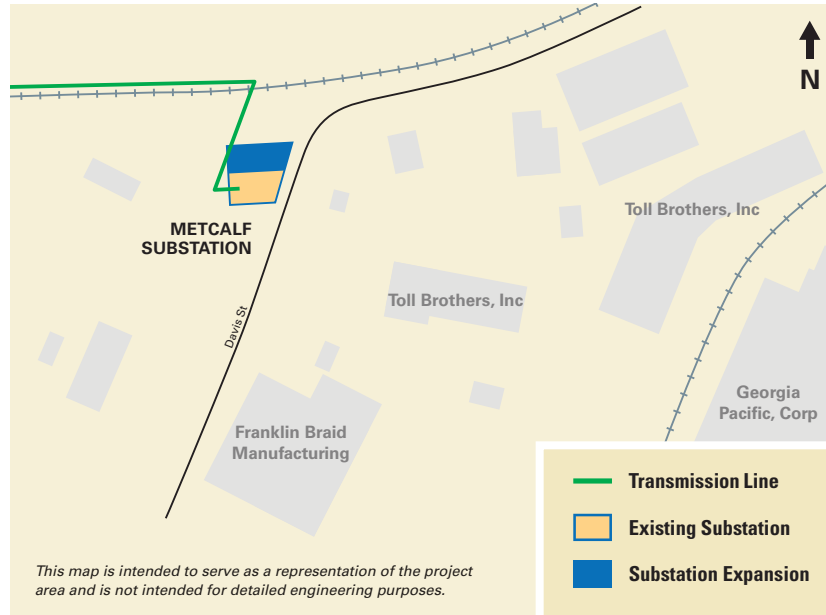 N
Toll Brothers, Inc
METCALF
SUBSTATION
Toll Brothers, Inc
Davis St
Georgia
Pacific, Corp
Franklin Braid
Manufacturing
Transmission Line
Existing Substation
Substation Expansion
This map is intended to serve as a representation of the project
area and is not intended for detailed engineering purposes.